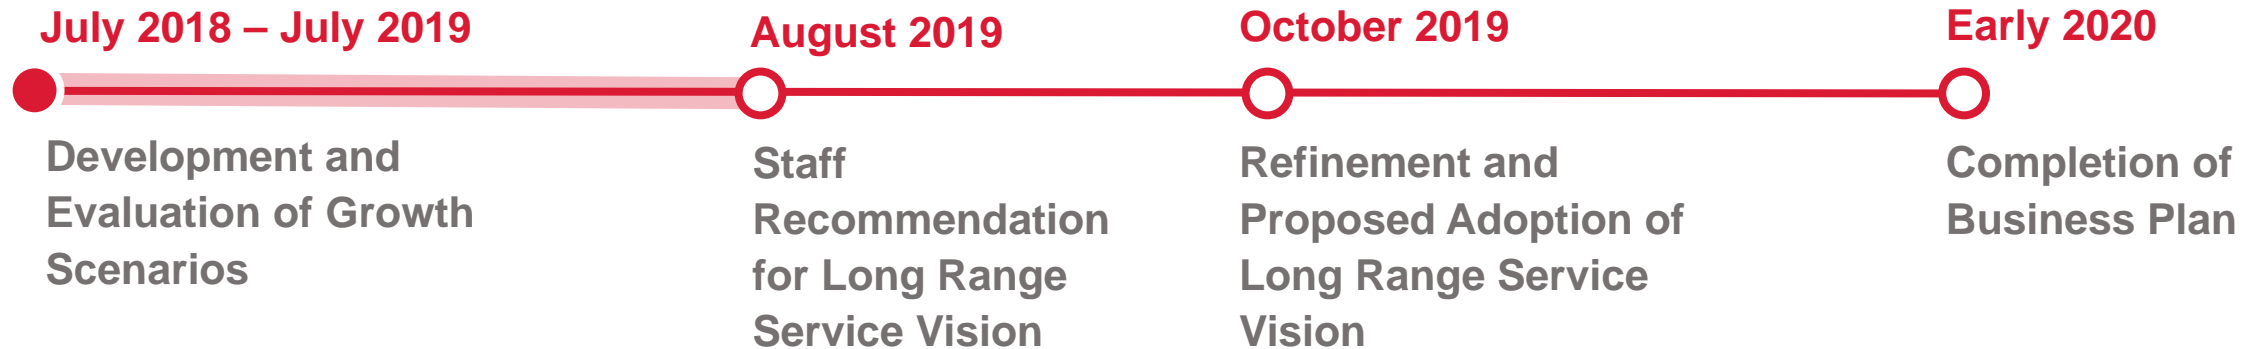 July 2018 – July 2019
Development and
Evaluation of Growth
Scenarios
August 2019
Staff
Recommendation
for Long Range
Service Vision
October 2019
Refinement and
Proposed Adoption of
Long Range Service
Vision
Early 2020
Completion of
Business Plan